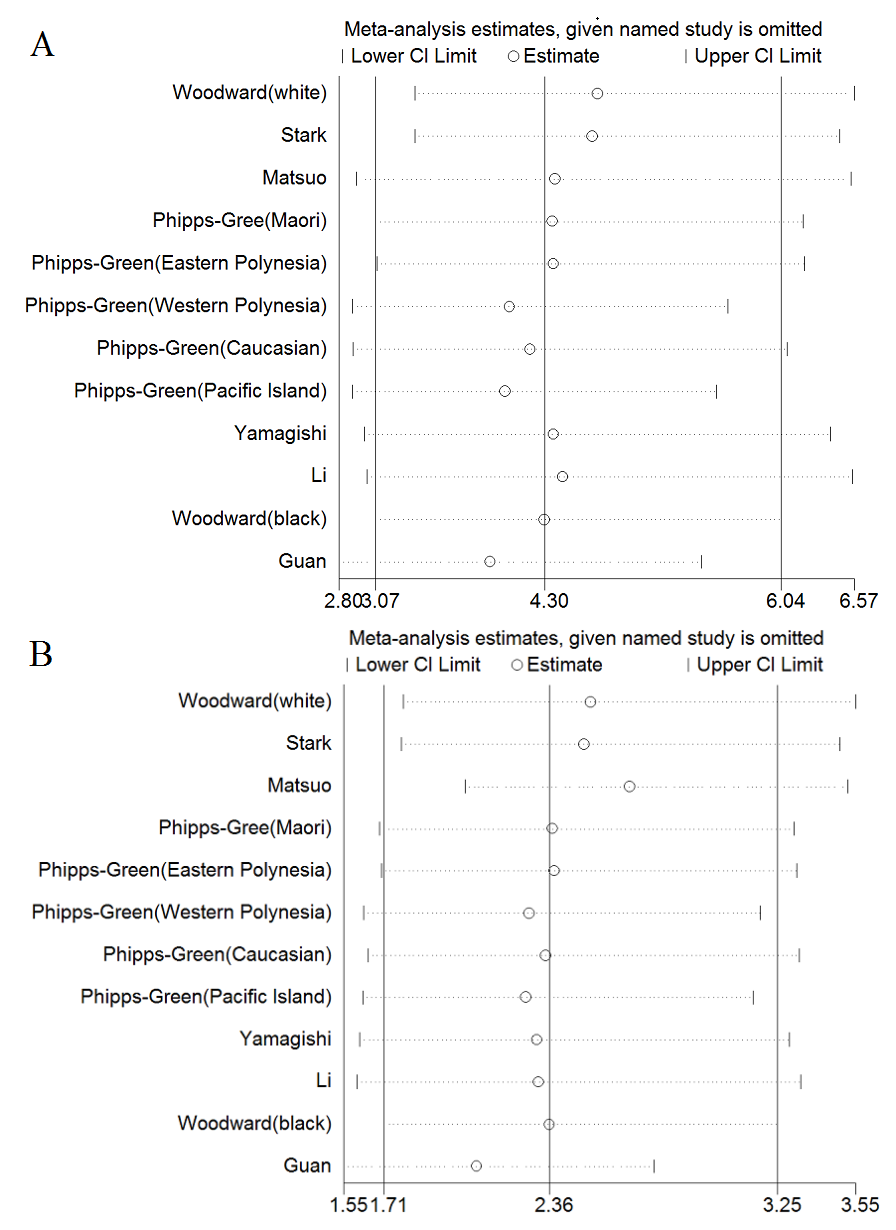 A
Meta-analysis estimates, given named study is omitted
| Lower CI Limit ○ Estimate | Upper CI Limit
Woodward(white)
Stark
Matsuo
Phipps-Gree(Maori)
Phipps-Green(Eastern Polynesia)
Phipps-Green(Western Polynesia)
Phipps-Green(Caucasian)
Phipps-Green(Pacific Island)
Yamagishi
Li
Woodward(black)
Guan
2.803.07 4.30 6.04 6.57
B
Meta-analysis estimates, given named study is omitted
| Lower CI Limit ○ Estimate | Upper CI Limit
Woodward(white)
Stark
Matsuo
Phipps-Gree(Maori)
Phipps-Green(Eastern Polynesia)
Phipps-Green(Western Polynesia)
Phipps-Green(Caucasian)
Phipps-Green(Pacific Island)
Yamagishi
Li
Woodward(black)
Guan
1.551.71 2.36 3.25 3.55